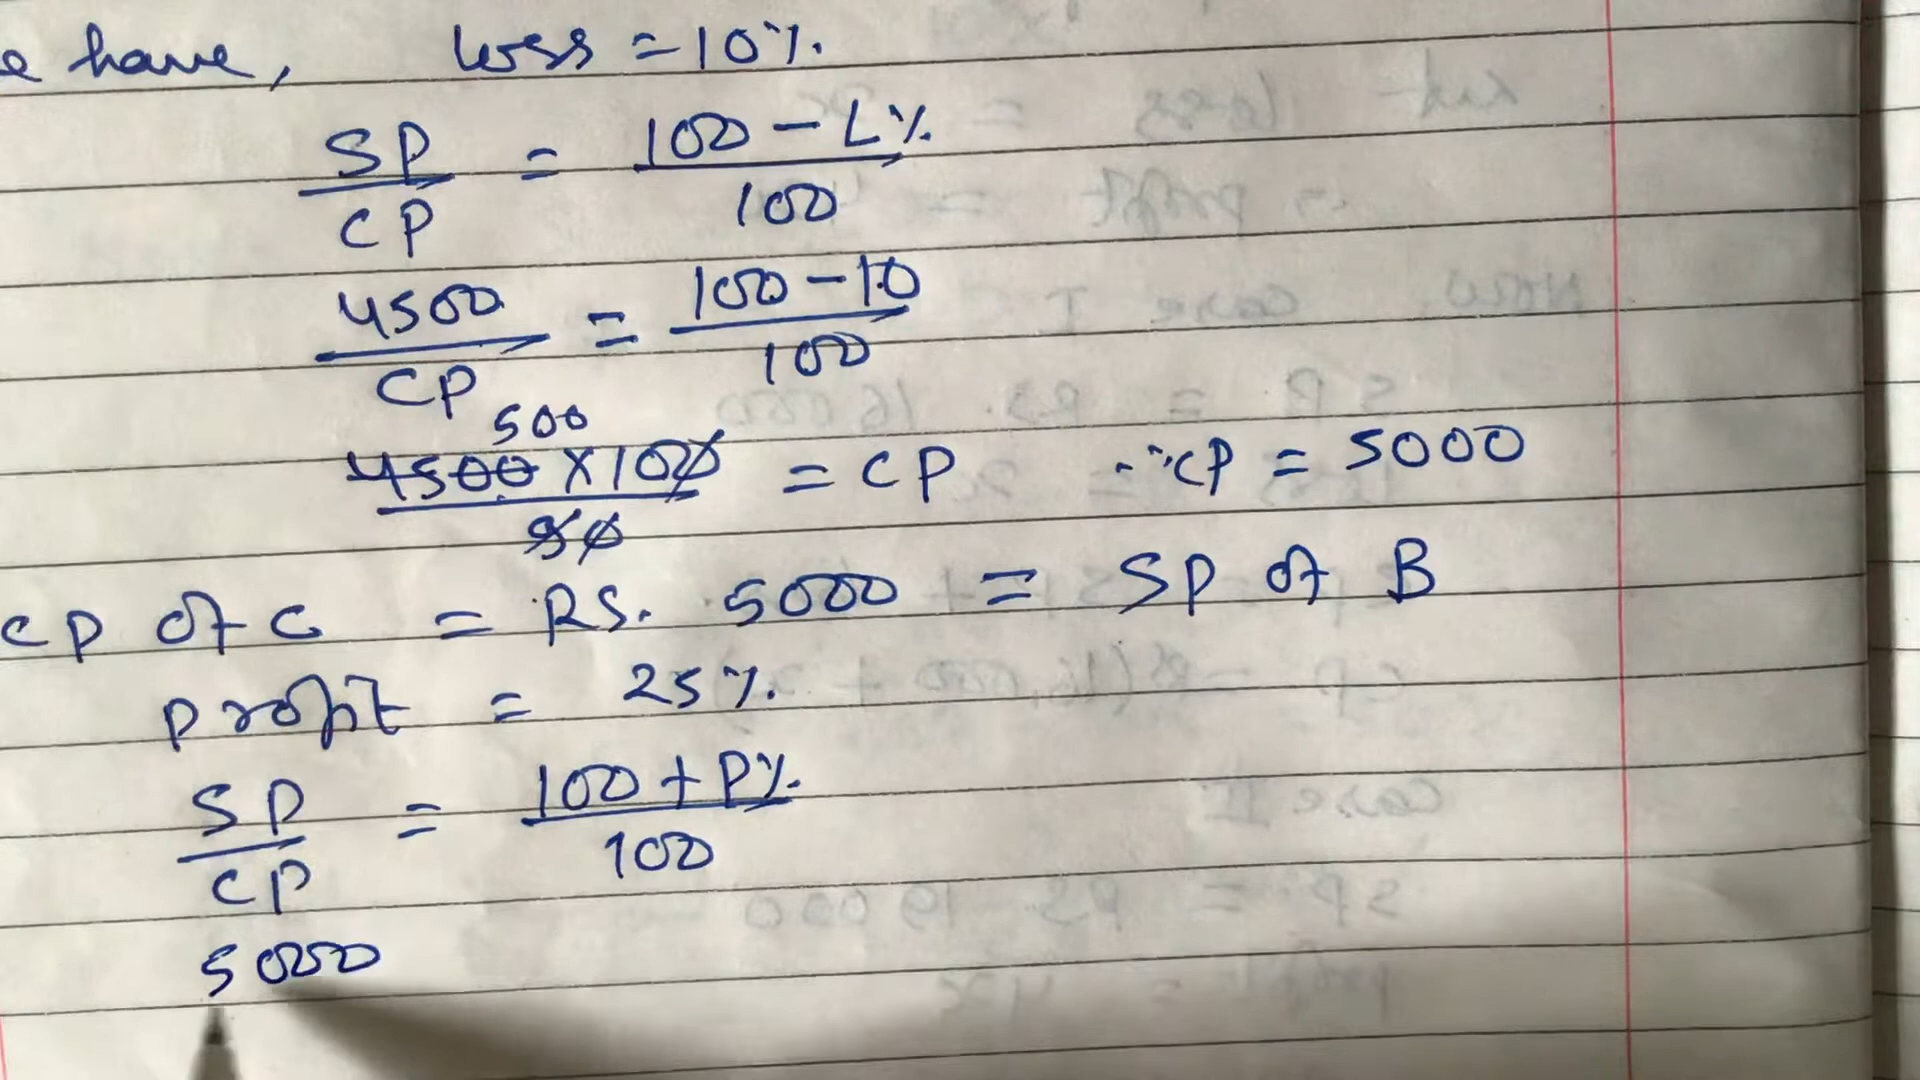 e have, loss = 10%.
SP/CP = 100 - L%/100
4500/CP = 100 - 10/100
500
4500 × 100/90 = CP ∴ CP = 5000
CP of C = RS. 5000 = SP of B
Profit = 25%.
SP/CP = 100 + P%/100
5000